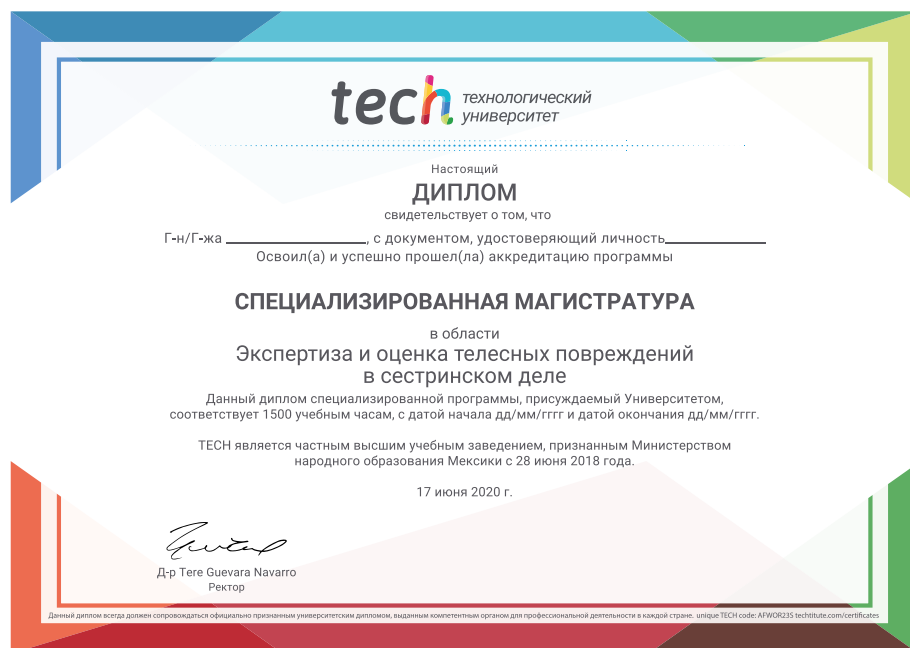 tech технологический
университет
Настоящий
ДИПЛОМ
свидетельствует о том, что
Г-н/Г-жа , с документом, удостоверяющий личность
Освоил(а) и успешно прошел(ла) аккредитацию программы
СПЕЦИАЛИЗИРОВАННАЯ МАГИСТРАТУРА
в области
Экспертиза и оценка телесных повреждений
в сестринском деле
Данный диплом специализированной программы, присуждаемый Университетом,
соответствует 1500 учебным часам, с датой начала дд/мм/гггг и датой окончания дд/мм/гггг.
TECH является частным высшим учебным заведением, признанным Министерством
народного образования Мексики с 28 июня 2018 года.
17 июня 2020 г.
Д-р Tere Guevara Navarro
Ректор
Данный диплом всегда должен сопровождаться официально признанным университетским дипломом, выданным компетентным органом для профессиональной деятельности в каждой стране. unique TECH code: AFWOR23S techtitute.com/certificates